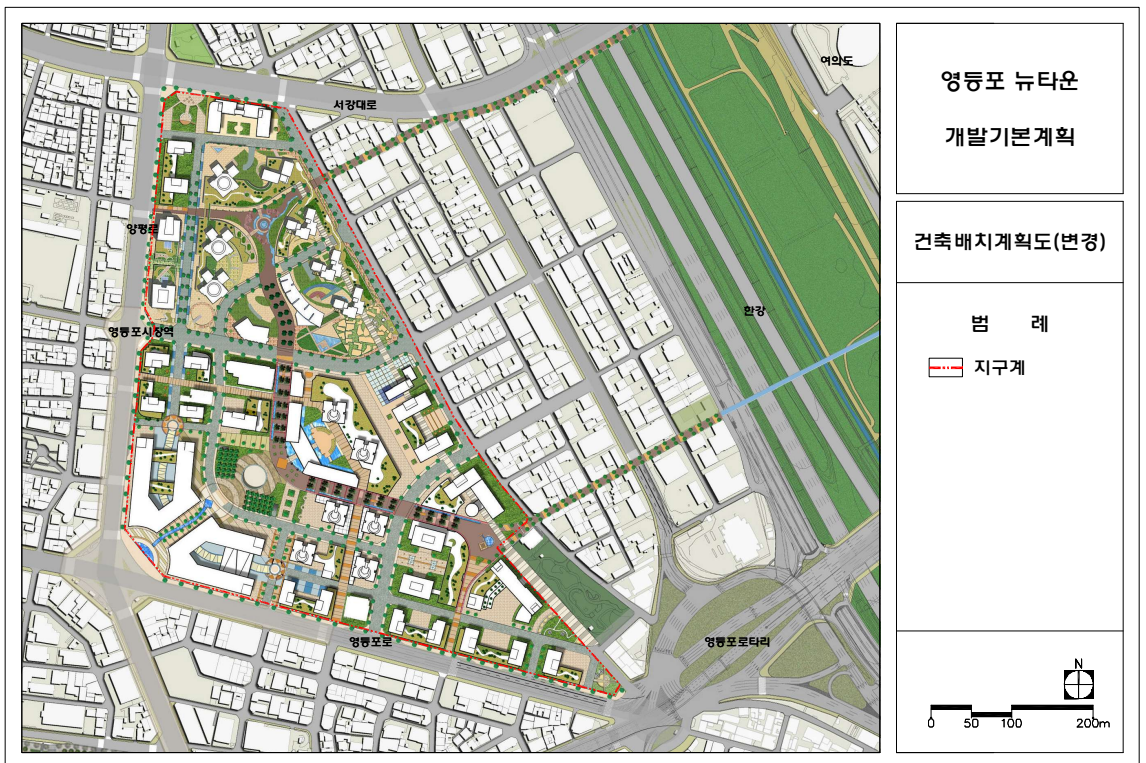 여의도
서강대로
양평로
영등포시장역
한강
영등포로
영등포로타리
영등포 뉴타운
개발기본계획
건축배치계획도(변경)
범 례
지구계
N
0 50 100 200m